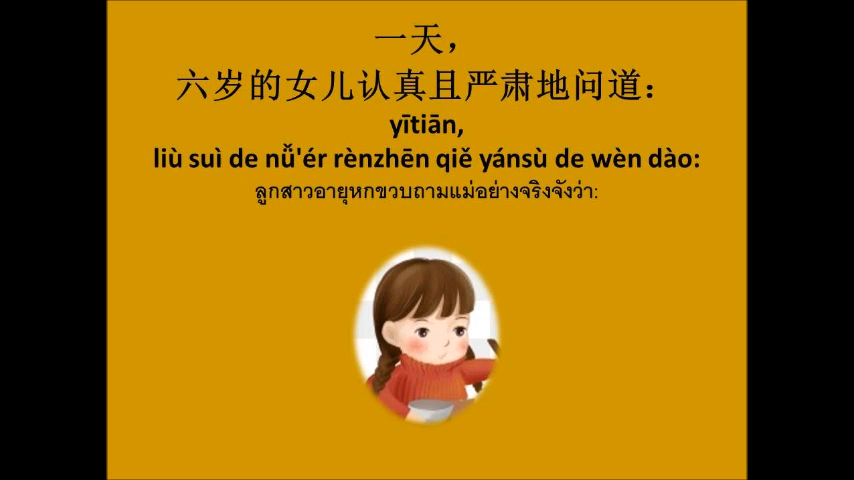 一天，
六岁的女儿认真且严肃地问道：
yītiān,
liù suì de nǚ'ér rènzhēn qiě yánsù de wèn dào:
ลูกสาวอายุหกขวบถามแม่อย่างจริงจังว่า: